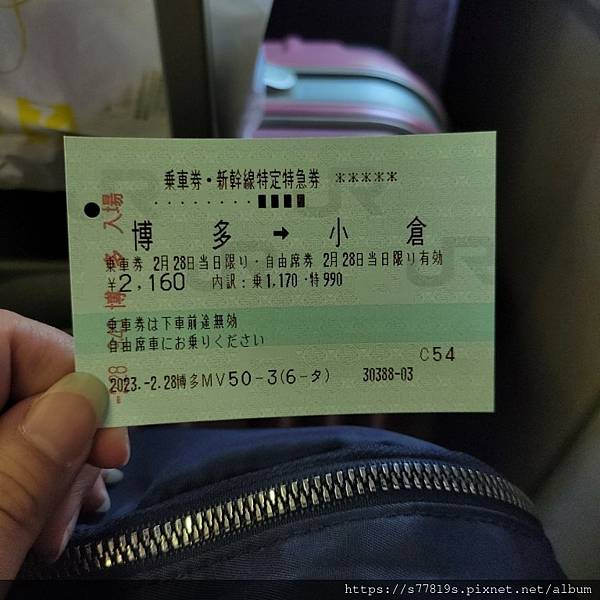 乗車券・新幹線特定特急券 *****
博多 → 小倉
乗車券 2月28日当日限り・自由席券 2月28日当日限り有効
¥2,160 内訳:乗1,170・特990
乗車券は下車前途無効
自由席車にお乗りください
C54
2023.-2.28博多MV50-3(6-タ) 30388-03
博多 入場
https://s77819s.pixnet.net/album